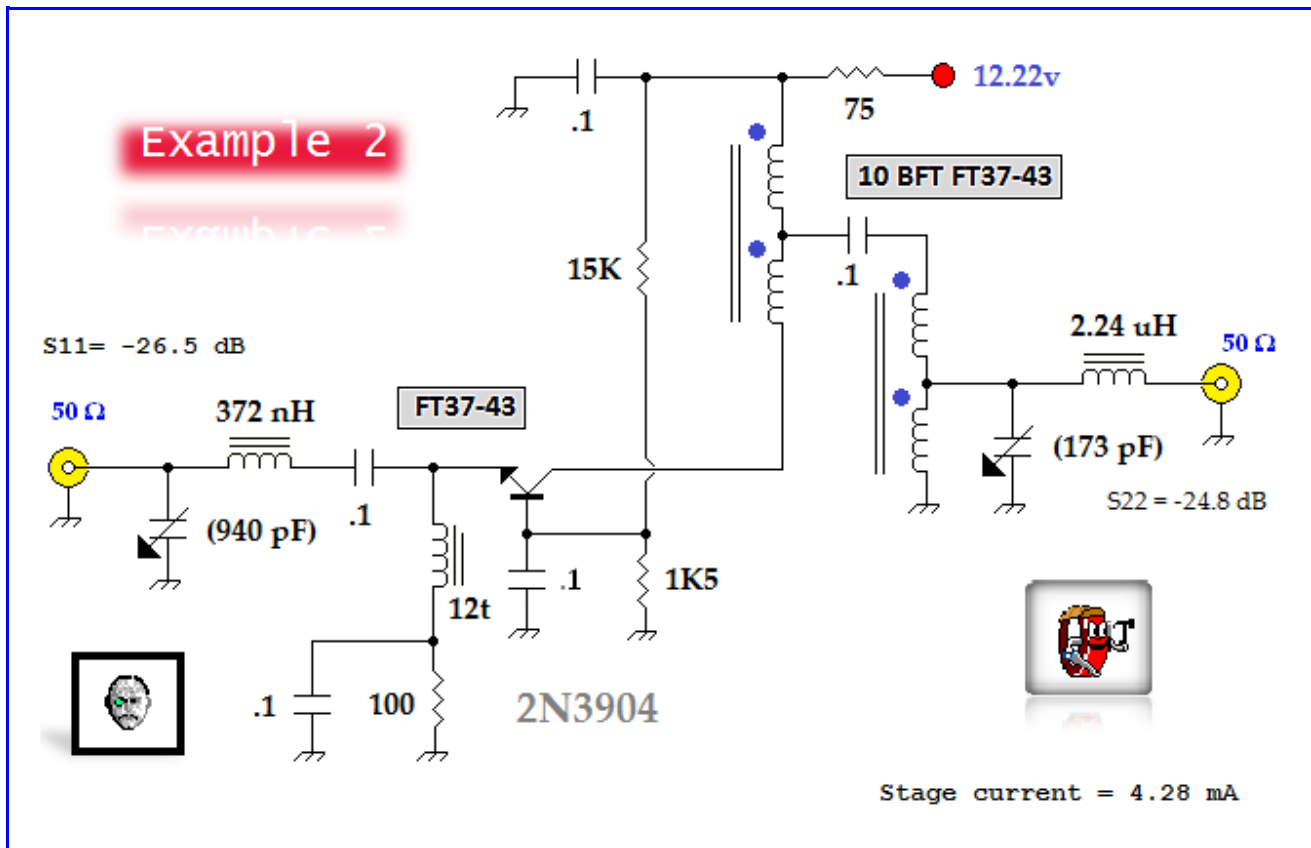 12.22v
.1
75
Example 2
10 BFT FT37-43
15K
.1
2.24 uH
50 Ω
S11= -26.5 dB
372 nH
FT37-43
50 Ω
(173 pF)
S22 = -24.8 dB
.1
(940 pF)
.1
1K5
12t
.1
100
2N3904
Stage current = 4.28 mA